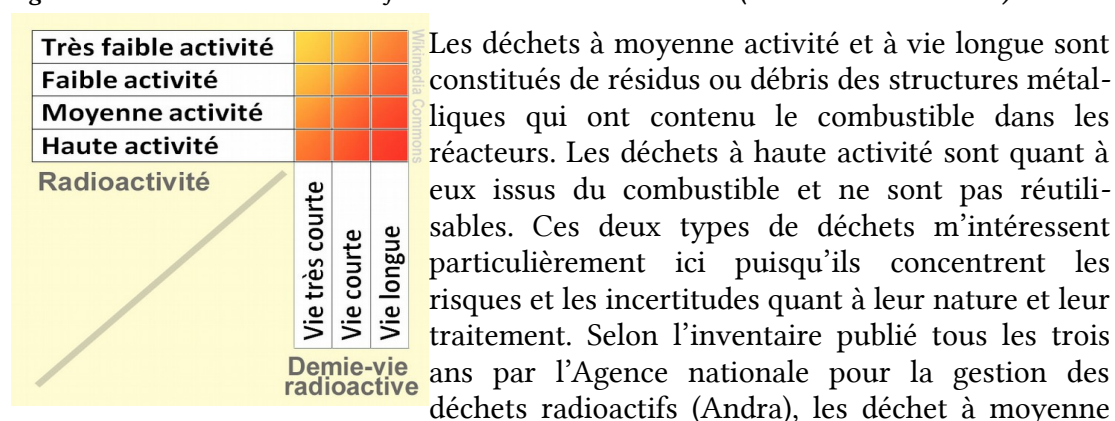 Très faible activité
Faible activité
Moyenne activité
Haute activité
Radioactivité
Vie très courte
Vie courte
Vie longue
Demie-vie
radioactive
Wikimedia Commons
Les déchets à moyenne activité et à vie longue sont
constitués de résidus ou débris des structures métal-
liques qui ont contenu le combustible dans les
réacteurs. Les déchets à haute activité sont quant à
eux issus du combustible et ne sont pas réutili-
sables. Ces deux types de déchets m’intéressent
particulièrement ici puisqu’ils concentrent les
risques et les incertitudes quant à leur nature et leur
traitement. Selon l’inventaire publié tous les trois
ans par l’Agence nationale pour la gestion des
déchets radioactifs (Andra), les déchet à moyenne